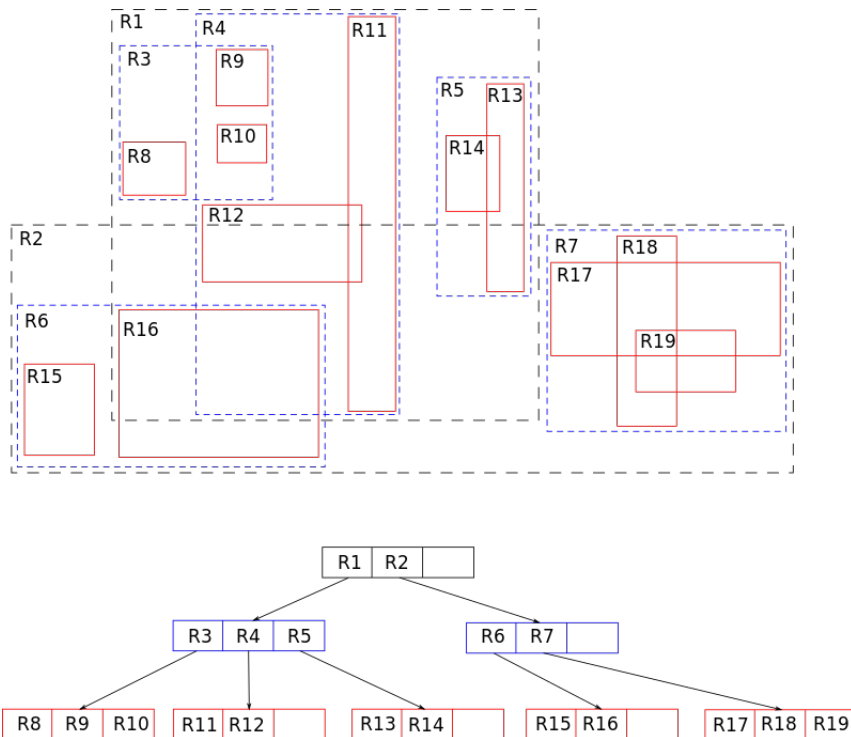 R1
R4
R11
R3
R9
R5
R13
R10
R14
R8
R12
R2
R7
R18
R17
R6
R16
R19
R15
R1 R2
R3 R4 R5
R6 R7
R8 R9 R10
R11 R12
R13 R14
R15 R16
R17 R18 R19